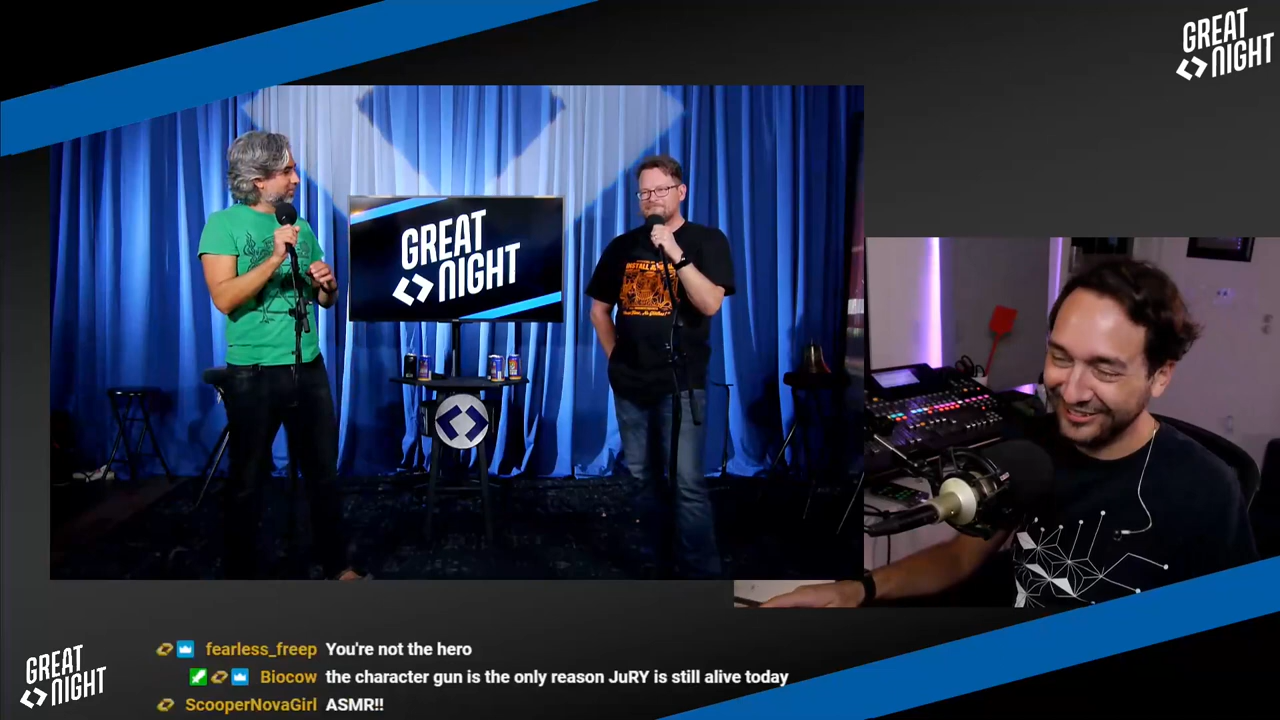 GREAT
NIGHT
GREAT
NIGHT
INSTALL
GREAT
NIGHT
fearless_freep You're not the hero
Biocow the character gun is the only reason JuRY is still alive today
ScooperNovaGirl ASMR!!